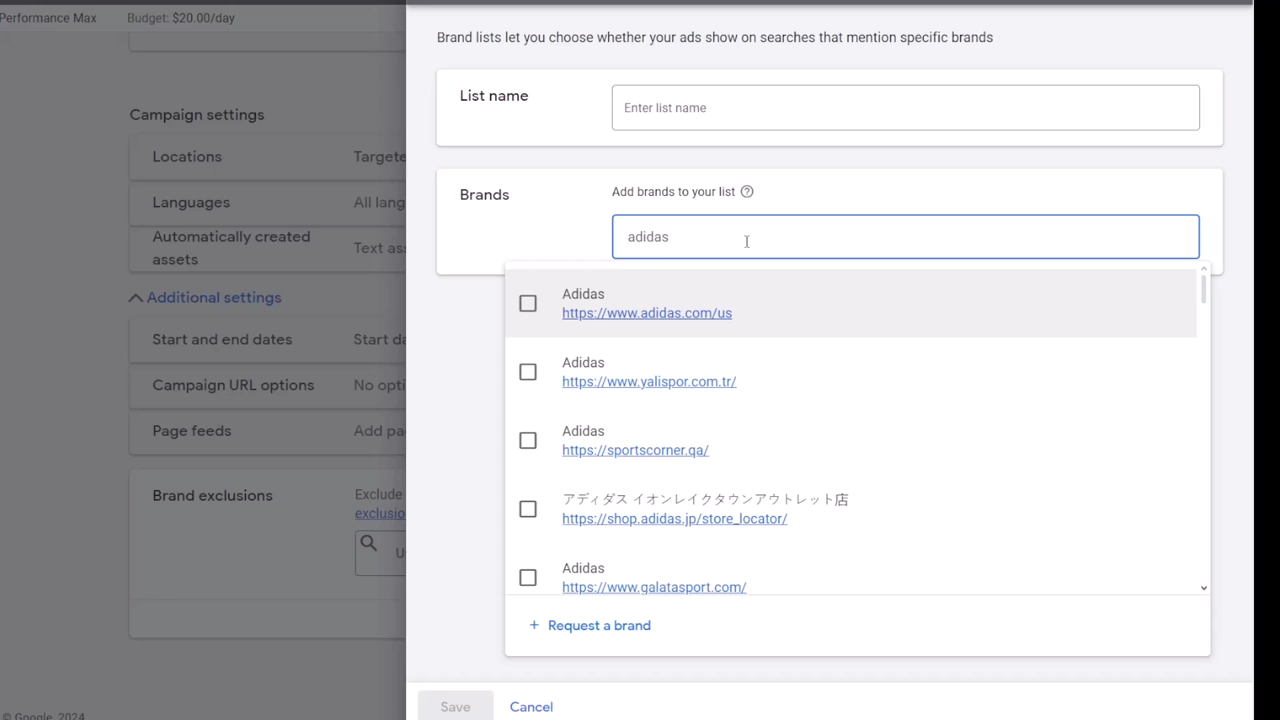 Performance Max Budget: $20.00/day
Brand lists let you choose whether your ads show on searches that mention specific brands
List name
Enter list name
Campaign settings
Locations Targete
Languages All lang
Automatically created
assets
Text ass
Additional settings
Start and end dates Start da
Campaign URL options No opti
Page feeds Add pa
Brand exclusions
Exclude
exclusio
U
Brands
Add brands to your list
adidas
Adidas
https://www.adidas.com/us
Adidas
https://www.yalispor.com.tr/
Adidas
https://sportscorner.qa/
アディダス イオンレイクタウンアウトレット店
https://shop.adidas.jp/store_locator/
Adidas
https://www.galatasport.com/
+ Request a brand
Save Cancel
© Google, 2024